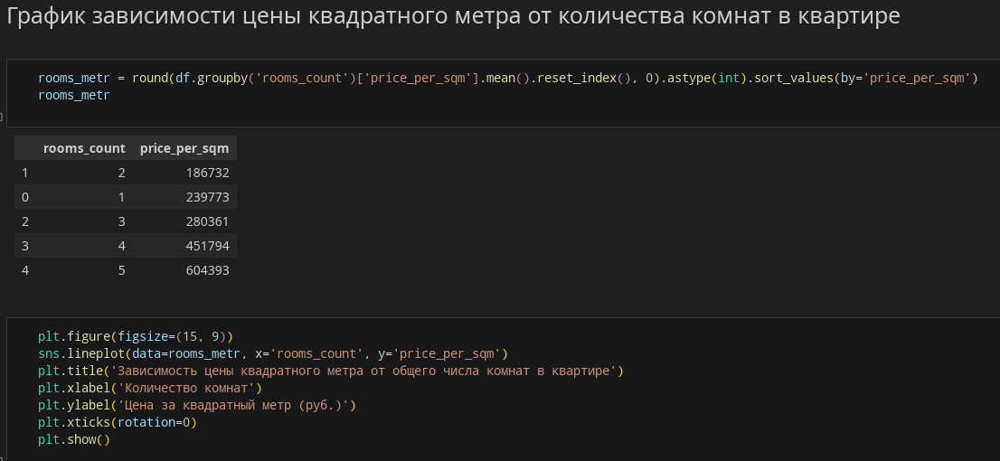 График зависимости цены квадратного метра от количества комнат в квартире
rooms_metr = round(df.groupby('rooms_count')['price_per_sqm'].mean().reset_index(), 0).astype(int).sort_values(by='price_per_sqm')
rooms_metr
]
rooms_count price_per_sqm
1 2 186732
0 1 239773
2 3 280361
3 4 451794
4 5 604393
plt.figure(figsize=(15, 9))
sns.lineplot(data=rooms_metr, x='rooms_count', y='price_per_sqm')
plt.title('Зависимость цены квадратного метра от общего числа комнат в квартире')
plt.xlabel('Количество комнат')
plt.ylabel('Цена за квадратный метр (руб.)')
plt.xticks(rotation=0)
plt.show()